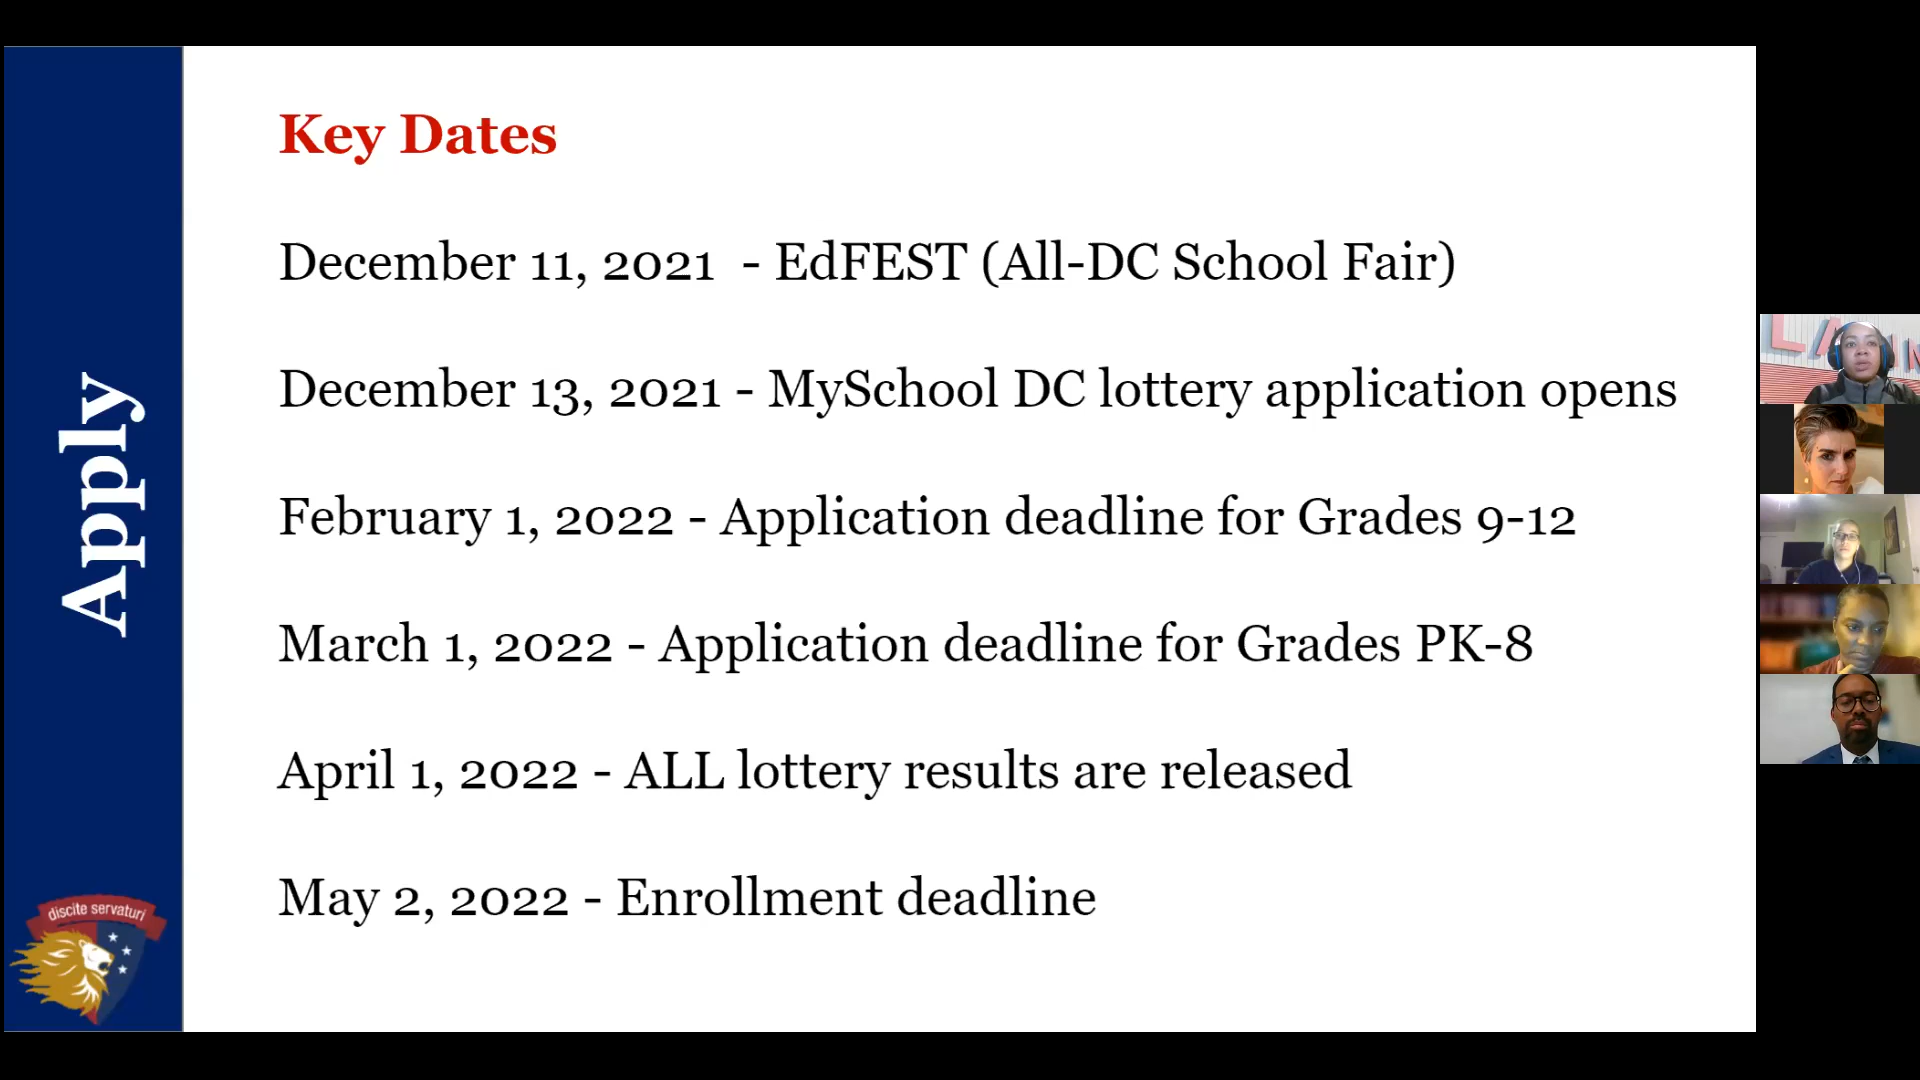 Key Dates
December 11, 2021 - EdFEST (All-DC School Fair)
December 13, 2021 - MySchool DC lottery application opens
February 1, 2022 - Application deadline for Grades 9-12
March 1, 2022 - Application deadline for Grades PK-8
April 1, 2022 - ALL lottery results are released
May 2, 2022 - Enrollment deadline
Apply
discite servaturi